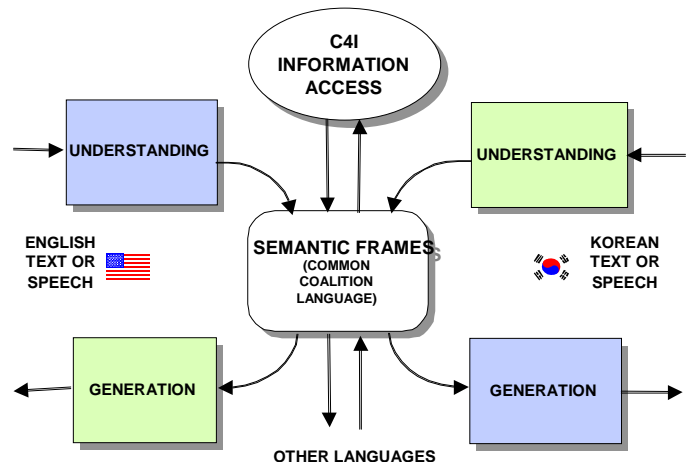 C4I
INFORMATION
ACCESS
UNDERSTANDING
UNDERSTANDING
ENGLISH
TEXT OR
SPEECH
SEMANTIC FRAMES
(COMMON
COALITION
LANGUAGE)
KOREAN
TEXT OR
SPEECH
GENERATION
GENERATION
OTHER LANGUAGES